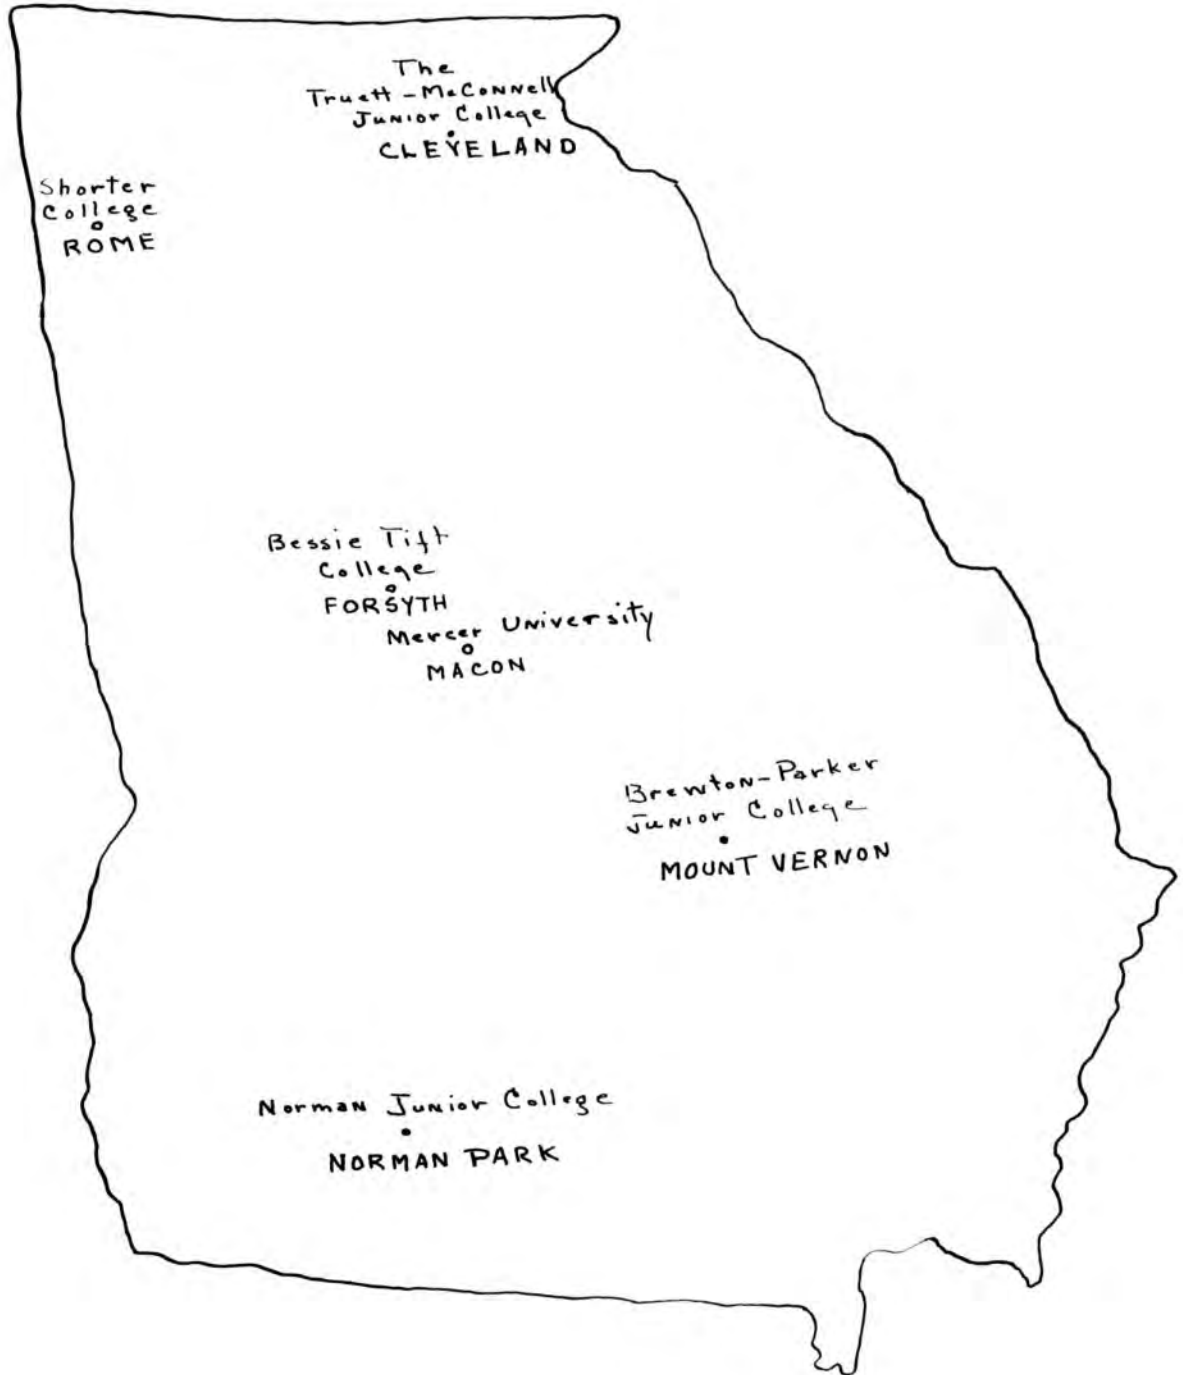 The
Truett-McConnell
Junior College
CLEVELAND
Shorter
College
ROME
Bessie Tift
College
FORSYTH
Mercer University
MACON
Brewton-Parker
Junior College
MOUNT VERNON
Norman Junior College
NORMAN PARK